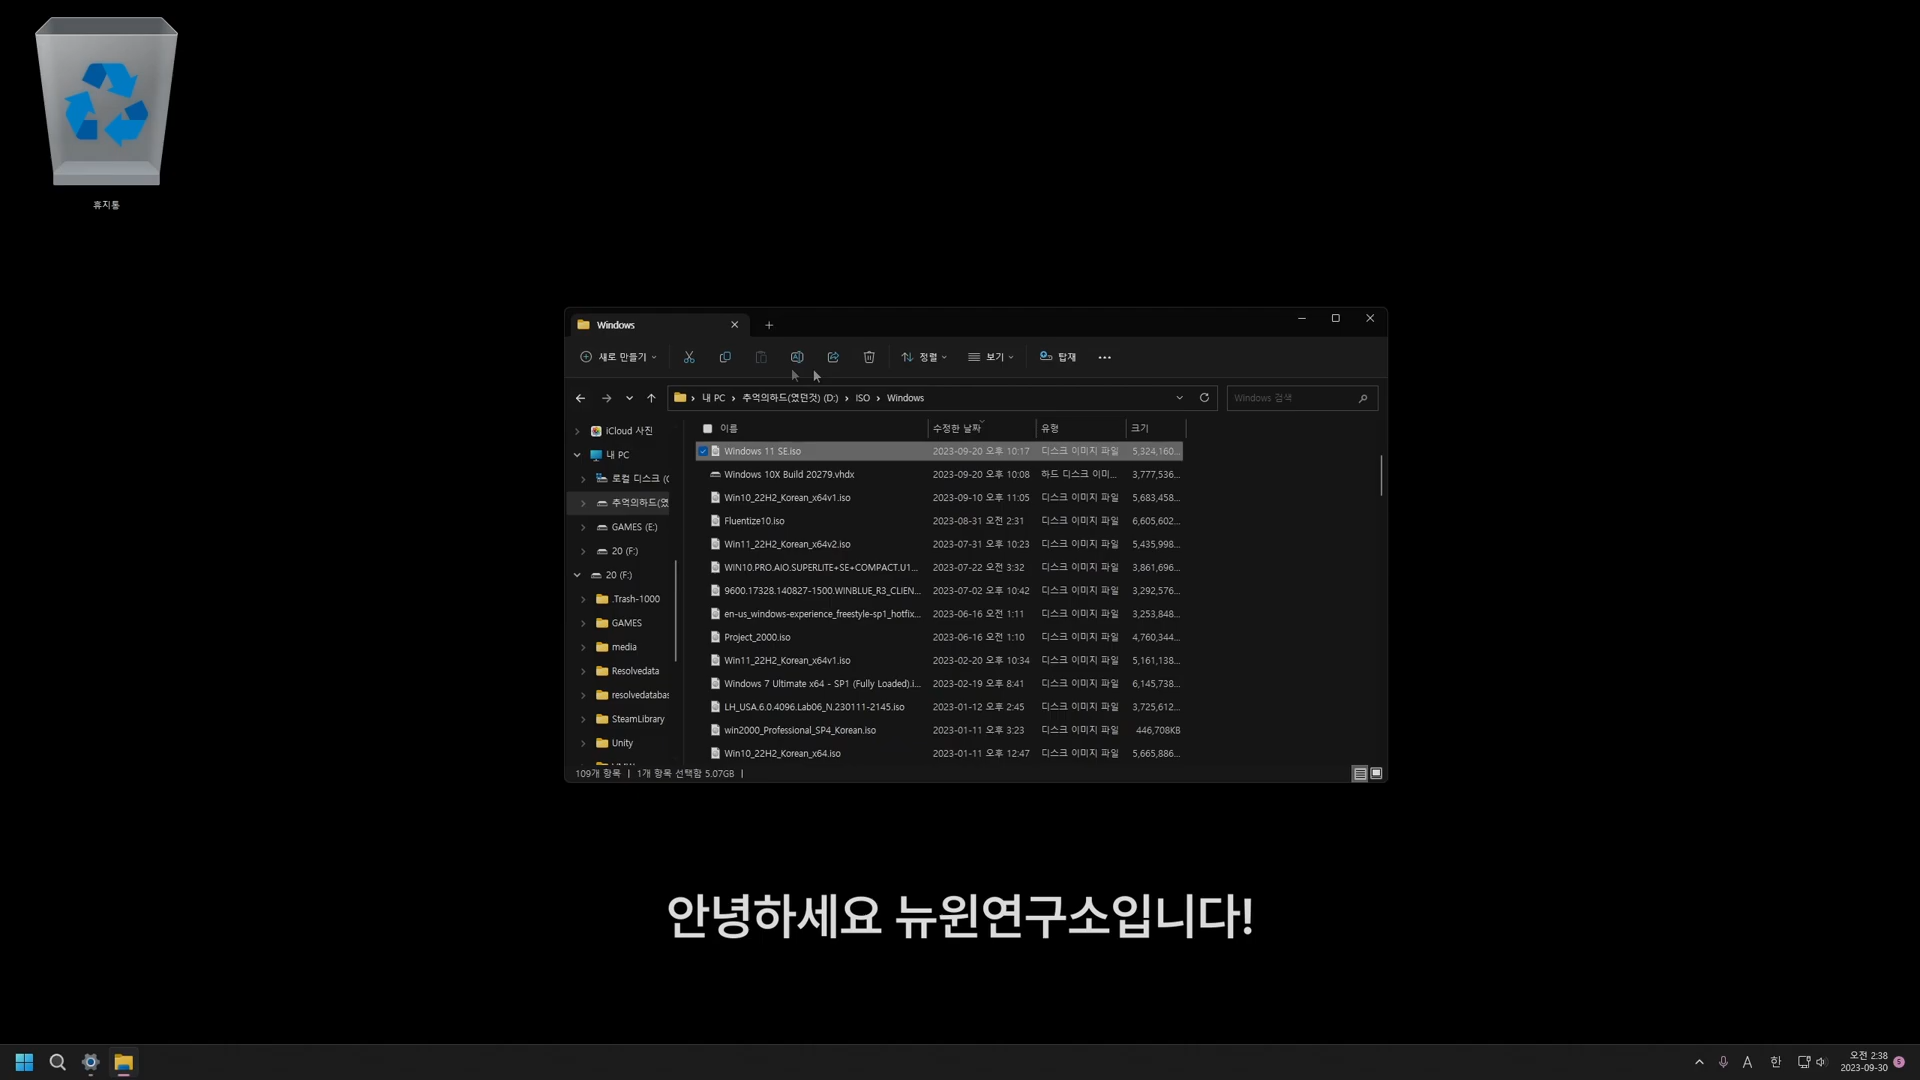 휴지통
Windows
새로 만들기
정렬
보기
탑재
내 PC
추억의하드(였던것) (D:)
ISO
Windows
Windows 검색
iCloud 사진
내 PC
로컬 디스크 (C
추억의하드(였
GAMES (E:)
20 (F:)
20 (F:)
.Trash-1000
GAMES
media
Resolvedata
resolvedatabas
SteamLibrary
Unity
이름 수정한 날짜 유형 크기
Windows 11 SE.iso 2023-09-20 오후 10:17 디스크 이미지 파일 5,324,160...
Windows 10X Build 20279.vhdx 2023-09-20 오후 10:08 하드 디스크 이미... 3,777,536...
Win10_22H2_Korean_x64v1.iso 2023-09-10 오후 11:05 디스크 이미지 파일 5,683,458...
Fluentize10.iso 2023-08-31 오전 2:31 디스크 이미지 파일 6,605,602...
Win11_22H2_Korean_x64v2.iso 2023-07-31 오후 10:23 디스크 이미지 파일 5,435,998...
WIN10.PRO.AIO.SUPERLITE+SE+COMPACT.U1... 2023-07-22 오전 3:32 디스크 이미지 파일 3,861,696...
9600.17328.140827-1500.WINBLUE_R3_CLIEN... 2023-07-02 오후 10:42 디스크 이미지 파일 3,292,576...
en-us_windows-experience_freestyle-sp1_hotfix... 2023-06-16 오전 1:11 디스크 이미지 파일 3,253,848...
Project_2000.iso 2023-06-16 오전 1:10 디스크 이미지 파일 4,760,344...
Win11_22H2_Korean_x64v1.iso 2023-02-20 오후 10:34 디스크 이미지 파일 5,161,138...
Windows 7 Ultimate x64 - SP1 (Fully Loaded).i... 2023-02-19 오후 8:41 디스크 이미지 파일 6,145,738...
LH_USA.6.0.4096.Lab06_N.230111-2145.iso 2023-01-12 오후 2:45 디스크 이미지 파일 3,725,612...
win2000_Professional_SP4_Korean.iso 2023-01-11 오후 3:23 디스크 이미지 파일 446,708KB
Win10_22H2_Korean_x64.iso 2023-01-11 오후 12:47 디스크 이미지 파일 5,665,886...
109개 항목 | 1개 항목 선택함 5.07GB |
안녕하세요 뉴윈연구소입니다!
A 한
오전 2:38
2023-09-30
5